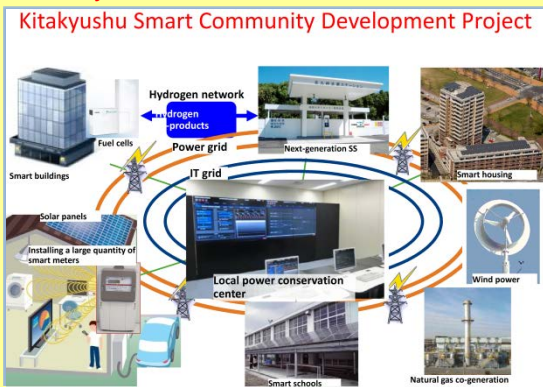 Kitakyushu Smart Community Development Project
Hydrogen network
Hydrogen
-products
Fuel cells
Power grid
Next-generation SS
Smart buildings
IT grid
Smart housing
Solar panels
Installing a large quantity of
smart meters
Local power conservation
center
Wind power
Smart schools
Natural gas co-generation